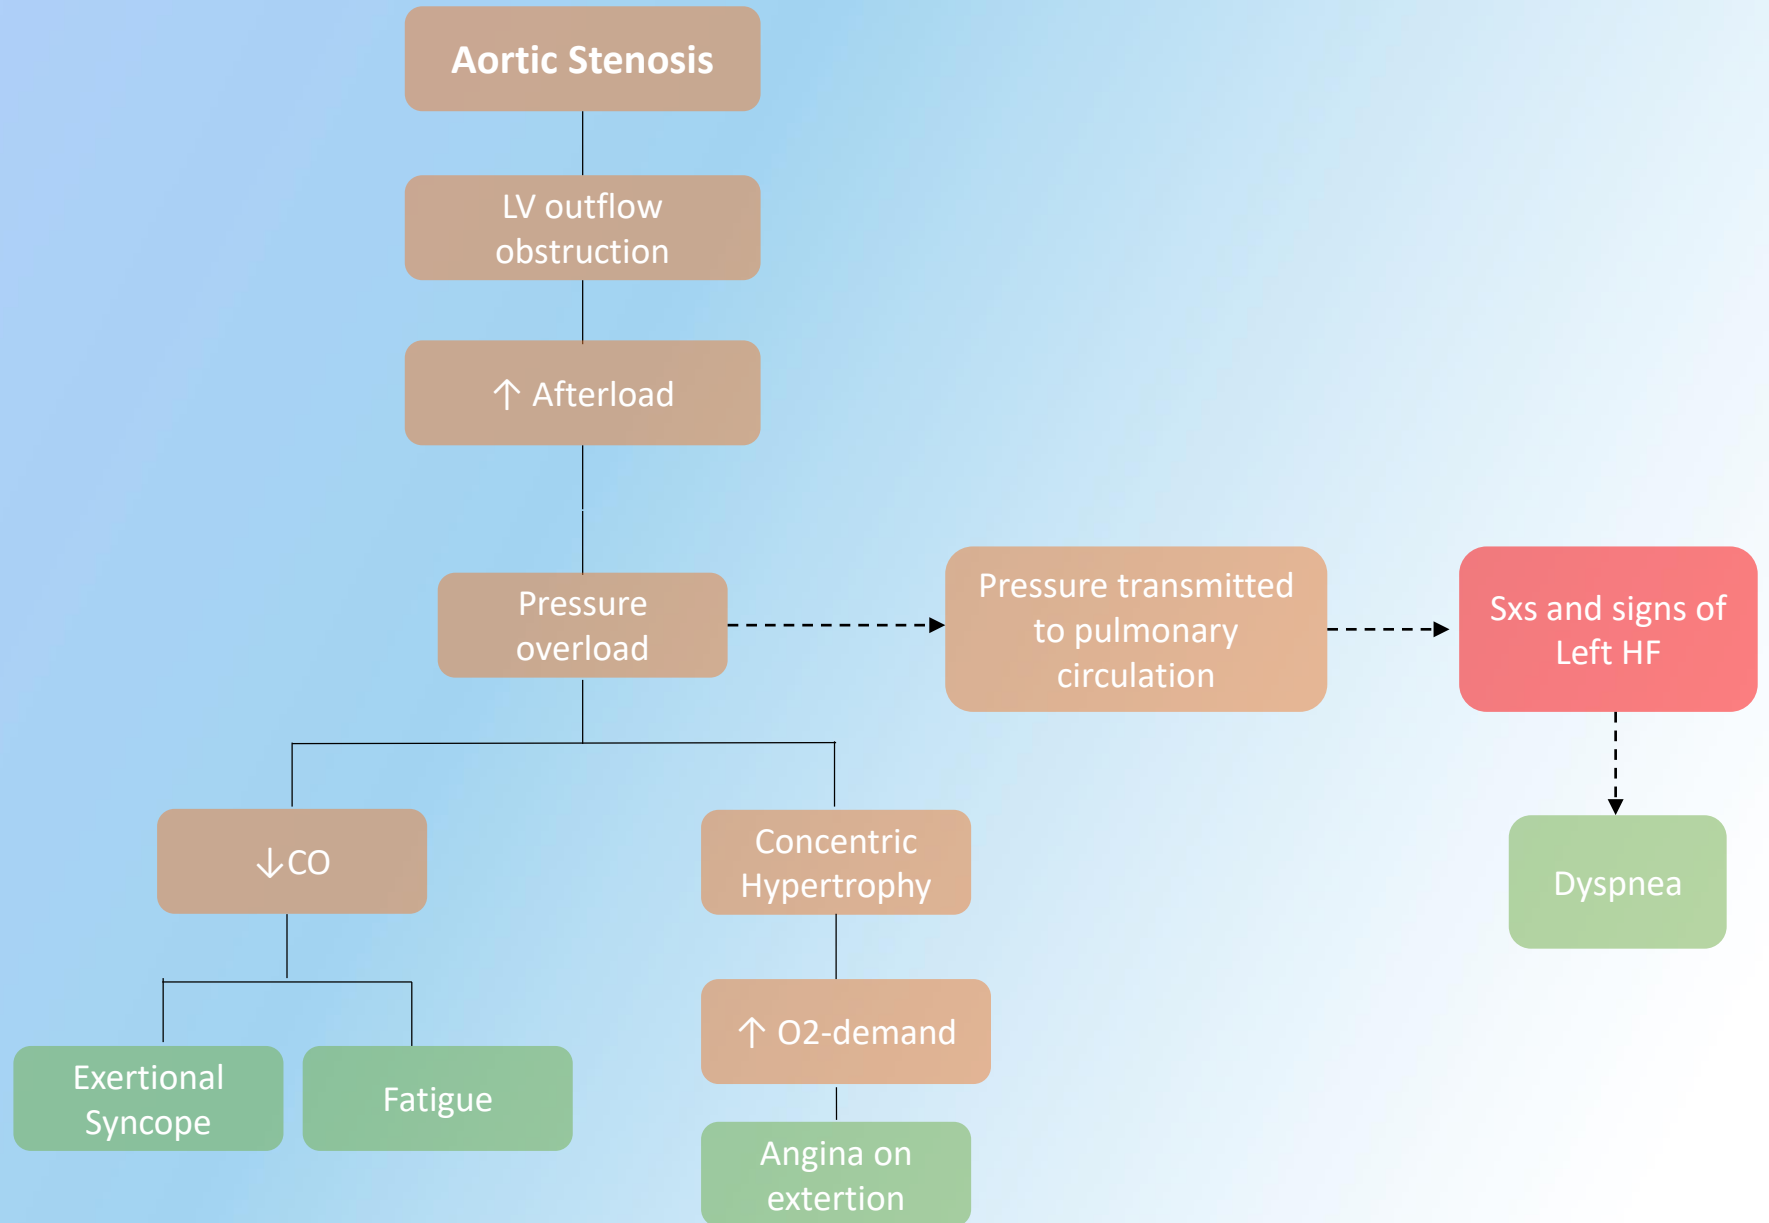 Aortic Stenosis
LV outflow
obstruction
↑ Afterload
Pressure
overload
Pressure transmitted
to pulmonary
circulation
Sxs and signs of
Left HF
↓CO
Concentric
Hypertrophy
Dyspnea
↑ O2-demand
Exertional
Syncope
Fatigue
Angina on
extertion